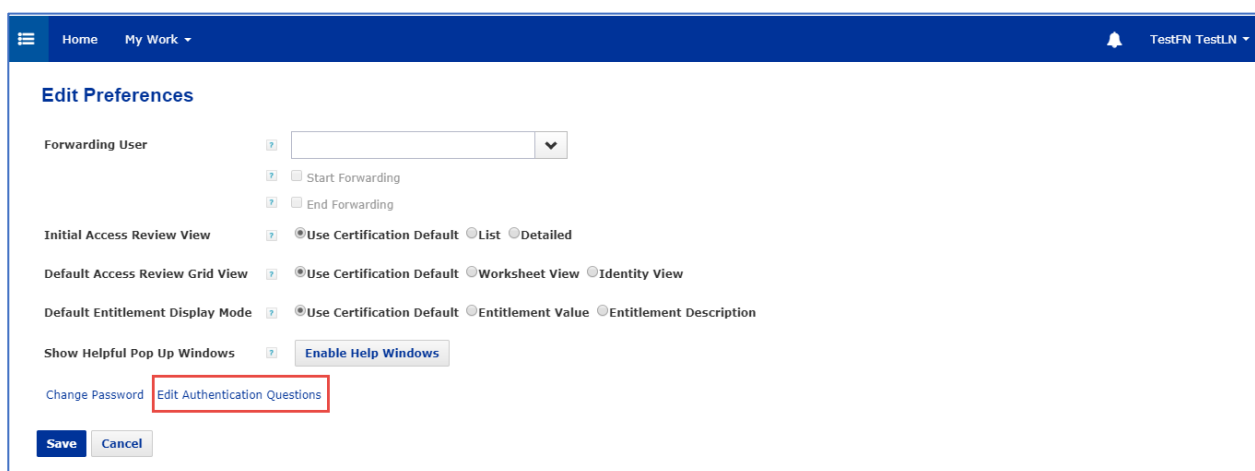 Home My Work TestFN TestLN
Edit Preferences
Forwarding User ?
? Start Forwarding
? End Forwarding
Initial Access Review View ? Use Certification Default List Detailed
Default Access Review Grid View ? Use Certification Default Worksheet View Identity View
Default Entitlement Display Mode ? Use Certification Default Entitlement Value Entitlement Description
Show Helpful Pop Up Windows ? Enable Help Windows
Change Password Edit Authentication Questions
Save Cancel